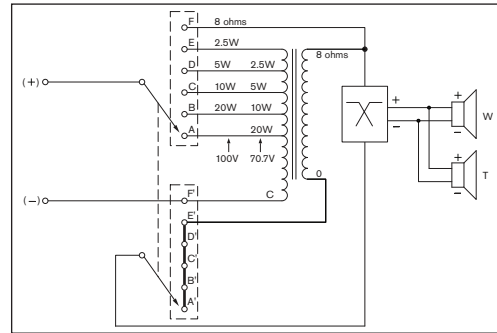 F 8 ohms
E 2.5W
8 ohms
D 5W 2.5W
(+)
C 10W 5W
B 20W 10W
+ + W
A 20W
− −
100V 70.7V
+ T
−
0
(−) F' C
E'
D'
C'
B'
A'